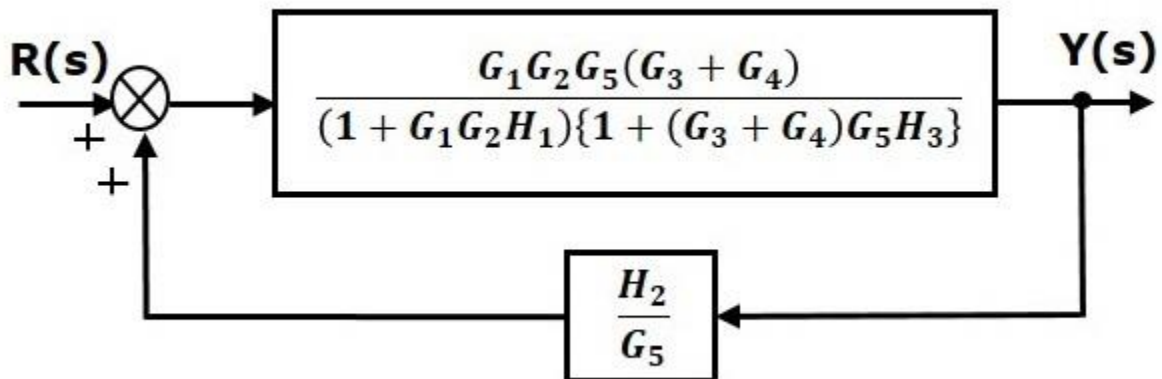 R(s)
+
+
G₁G₂G₅(G₃ + G₄)
(1 + G₁G₂H₁){1 + (G₃ + G₄)G₅H₃}
Y(s)
H₂
G₅